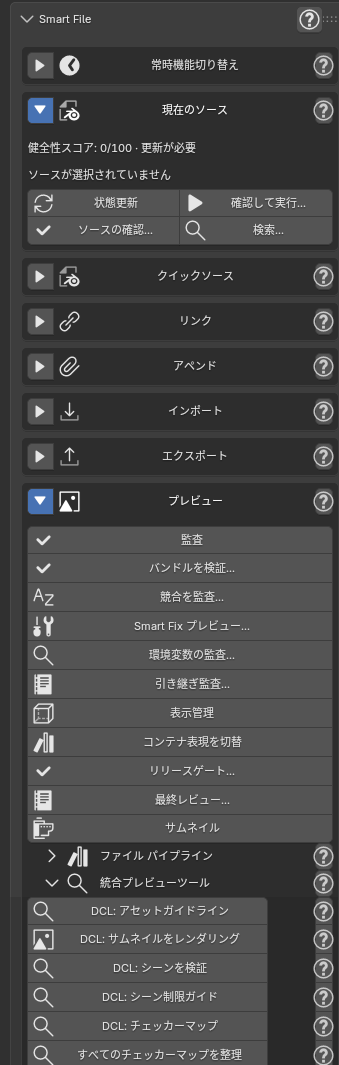 Smart File
常時機能切り替え
現在のソース
健全性スコア: 0/100 · 更新が必要
ソースが選択されていません
状態更新
確認して実行...
ソースの確認...
検索...
クイックソース
リンク
アペンド
インポート
エクスポート
プレビュー
監査
バンドルを検証...
競合を監査...
Smart Fix プレビュー...
環境変数の監査...
引き継ぎ監査...
表示管理
コンテナ表現を切替
リリースゲート...
最終レビュー...
サムネイル
ファイル パイプライン
統合プレビューツール
DCL: アセットガイドライン
DCL: サムネイルをレンダリング
DCL: シーンを検証
DCL: シーン制限ガイド
DCL: チェッカーマップ
すべてのチェッカーマップを整理